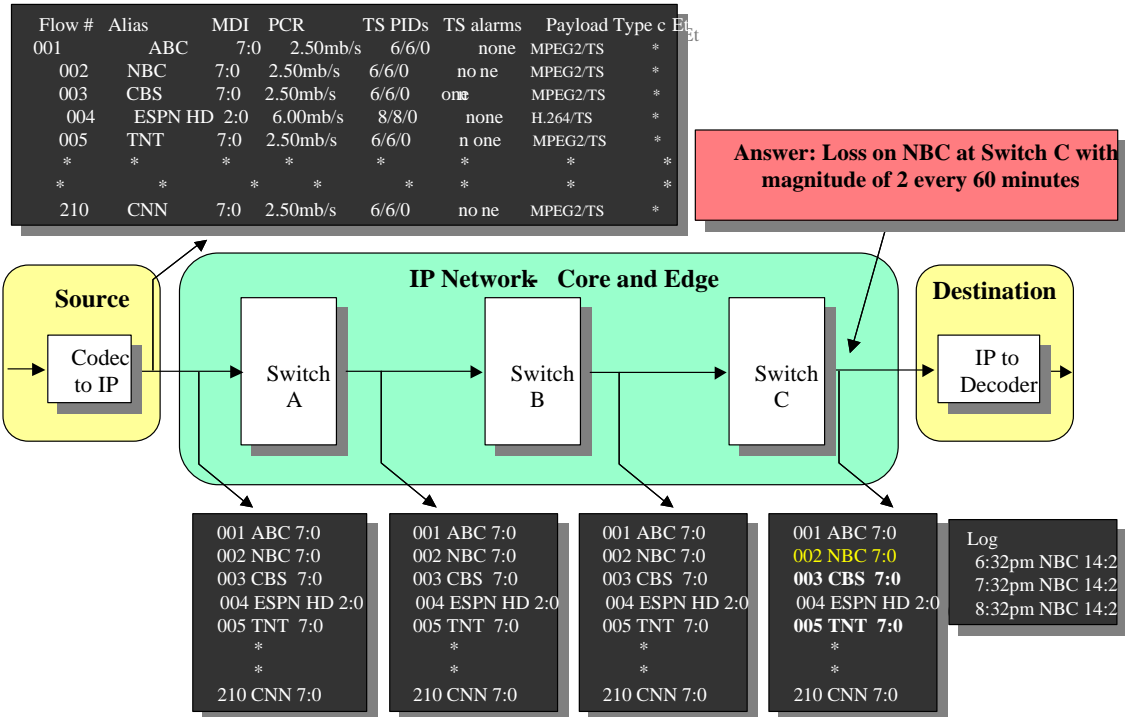 Flow # Alias MDI PCR TS PIDs TS alarms Payload Type c Et
Et
001 ABC 7:0 2.50mb/s 6/6/0 none MPEG2/TS *
002 NBC 7:0 2.50mb/s 6/6/0 no ne MPEG2/TS *
003 CBS 7:0 2.50mb/s 6/6/0 one MPEG2/TS *
004 ESPN HD 2:0 6.00mb/s 8/8/0 none H.264/TS *
005 TNT 7:0 2.50mb/s 6/6/0 n one MPEG2/TS *
* * * * * * * *
* * * * * * * *
210 CNN 7:0 2.50mb/s 6/6/0 no ne MPEG2/TS *
Answer: Loss on NBC at Switch C with
magnitude of 2 every 60 minutes
Source
IP Network- Core and Edge
Destination
Codec
to IP
Switch
A
Switch
B
Switch
C
IP to
Decoder
001 ABC 7:0
002 NBC 7:0
003 CBS 7:0
004 ESPN HD 2:0
005 TNT 7:0
*
*
210 CNN 7:0
001 ABC 7:0
002 NBC 7:0
003 CBS 7:0
004 ESPN HD 2:0
005 TNT 7:0
*
*
210 CNN 7:0
001 ABC 7:0
002 NBC 7:0
003 CBS 7:0
004 ESPN HD 2:0
005 TNT 7:0
*
*
210 CNN 7:0
001 ABC 7:0
002 NBC 7:0
003 CBS 7:0
004 ESPN HD 2:0
005 TNT 7:0
*
*
210 CNN 7:0
Log
6:32pm NBC 14:2
7:32pm NBC 14:2
8:32pm NBC 14:2